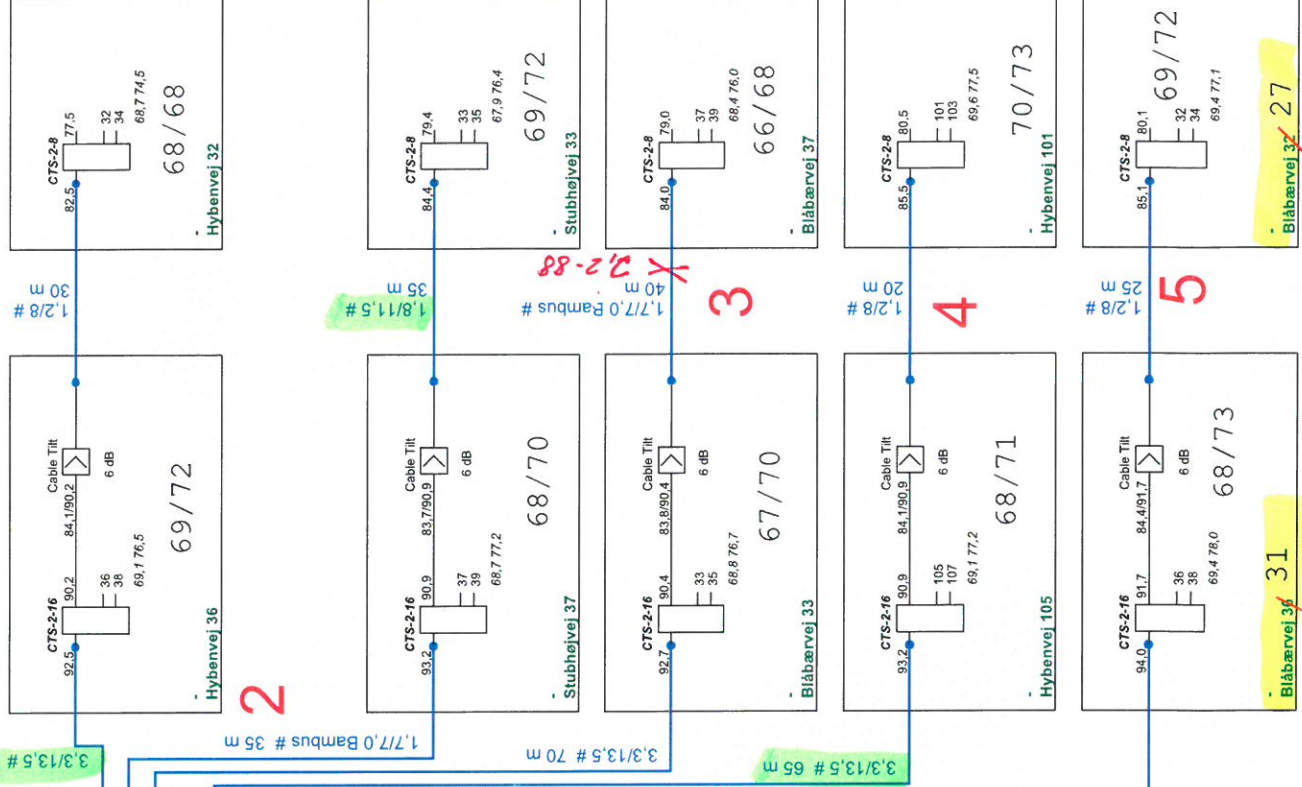 CTS-2-8
82,5
77,5
32
34
68,7 74,5
68/68
-
Hybenvej 32
1,2/8 #
30 m
CTS-2-16
92,5
90,2
36
38
69,1 76,5
84,1/90,2
Cable Tilt
6 dB
69/72
-
Hybenvej 36
3,3/13,5 #
2
CTS-2-8
84,4
79,4
33
35
67,9 76,4
69/72
-
Stubhøjvej 33
1,8/11,5 #
35 m
CTS-2-16
93,2
90,9
37
39
68,7 77,2
83,7/90,9
Cable Tilt
6 dB
68/70
-
Stubhøjvej 37
1,7/7,0 Bambus # 35 m
CTS-2-8
84,0
79,0
37
39
68,4 76,0
66/68
-
Blåbærvej 37
2,2-88
X
1,7/7,0 Bambus #
40 m
3
CTS-2-16
92,7
90,4
33
35
68,8 76,7
83,8/90,4
Cable Tilt
6 dB
67/70
-
Blåbærvej 33
3,3/13,5 # 70 m
CTS-2-8
85,5
80,5
101
103
69,6 77,5
70/73
-
Hybenvej 101
1,2/8 #
20 m
4
CTS-2-16
93,2
90,9
105
107
69,1 77,2
84,1/90,9
Cable Tilt
6 dB
68/71
-
Hybenvej 105
3,3/13,5 # 65 m
CTS-2-8
85,1
80,1
32
34
69,4 77,1
69/72
-
Blåbærvej 32 27
1,2/8 #
25 m
5
CTS-2-16
94,0
91,7
36
38
69,4 78,0
84,4/91,7
Cable Tilt
6 dB
68/73
-
Blåbærvej 36 31